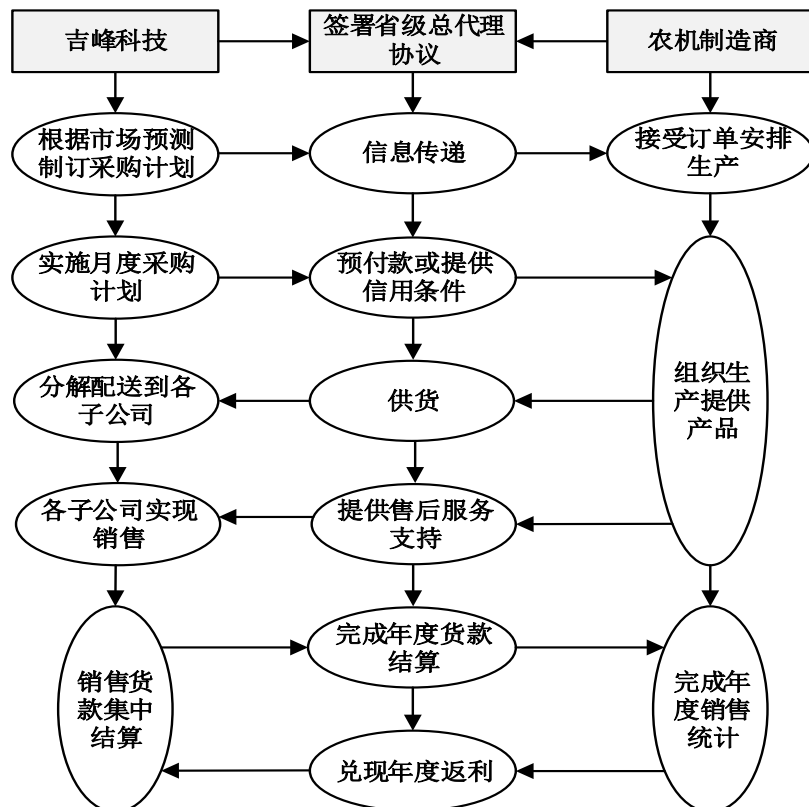 吉峰科技
签署省级总代理
协议
农机制造商
根据市场预测
制订采购计划
信息传递
接受订单安排
生产
实施月度采购
计划
预付款或提供
信用条件
组织生
产提供
产品
分解配送到各
子公司
供货
各子公司实现
销售
提供售后服务
支持
销售货
款集中
结算
完成年度货款
结算
完成年
度销售
统计
兑现年度返利